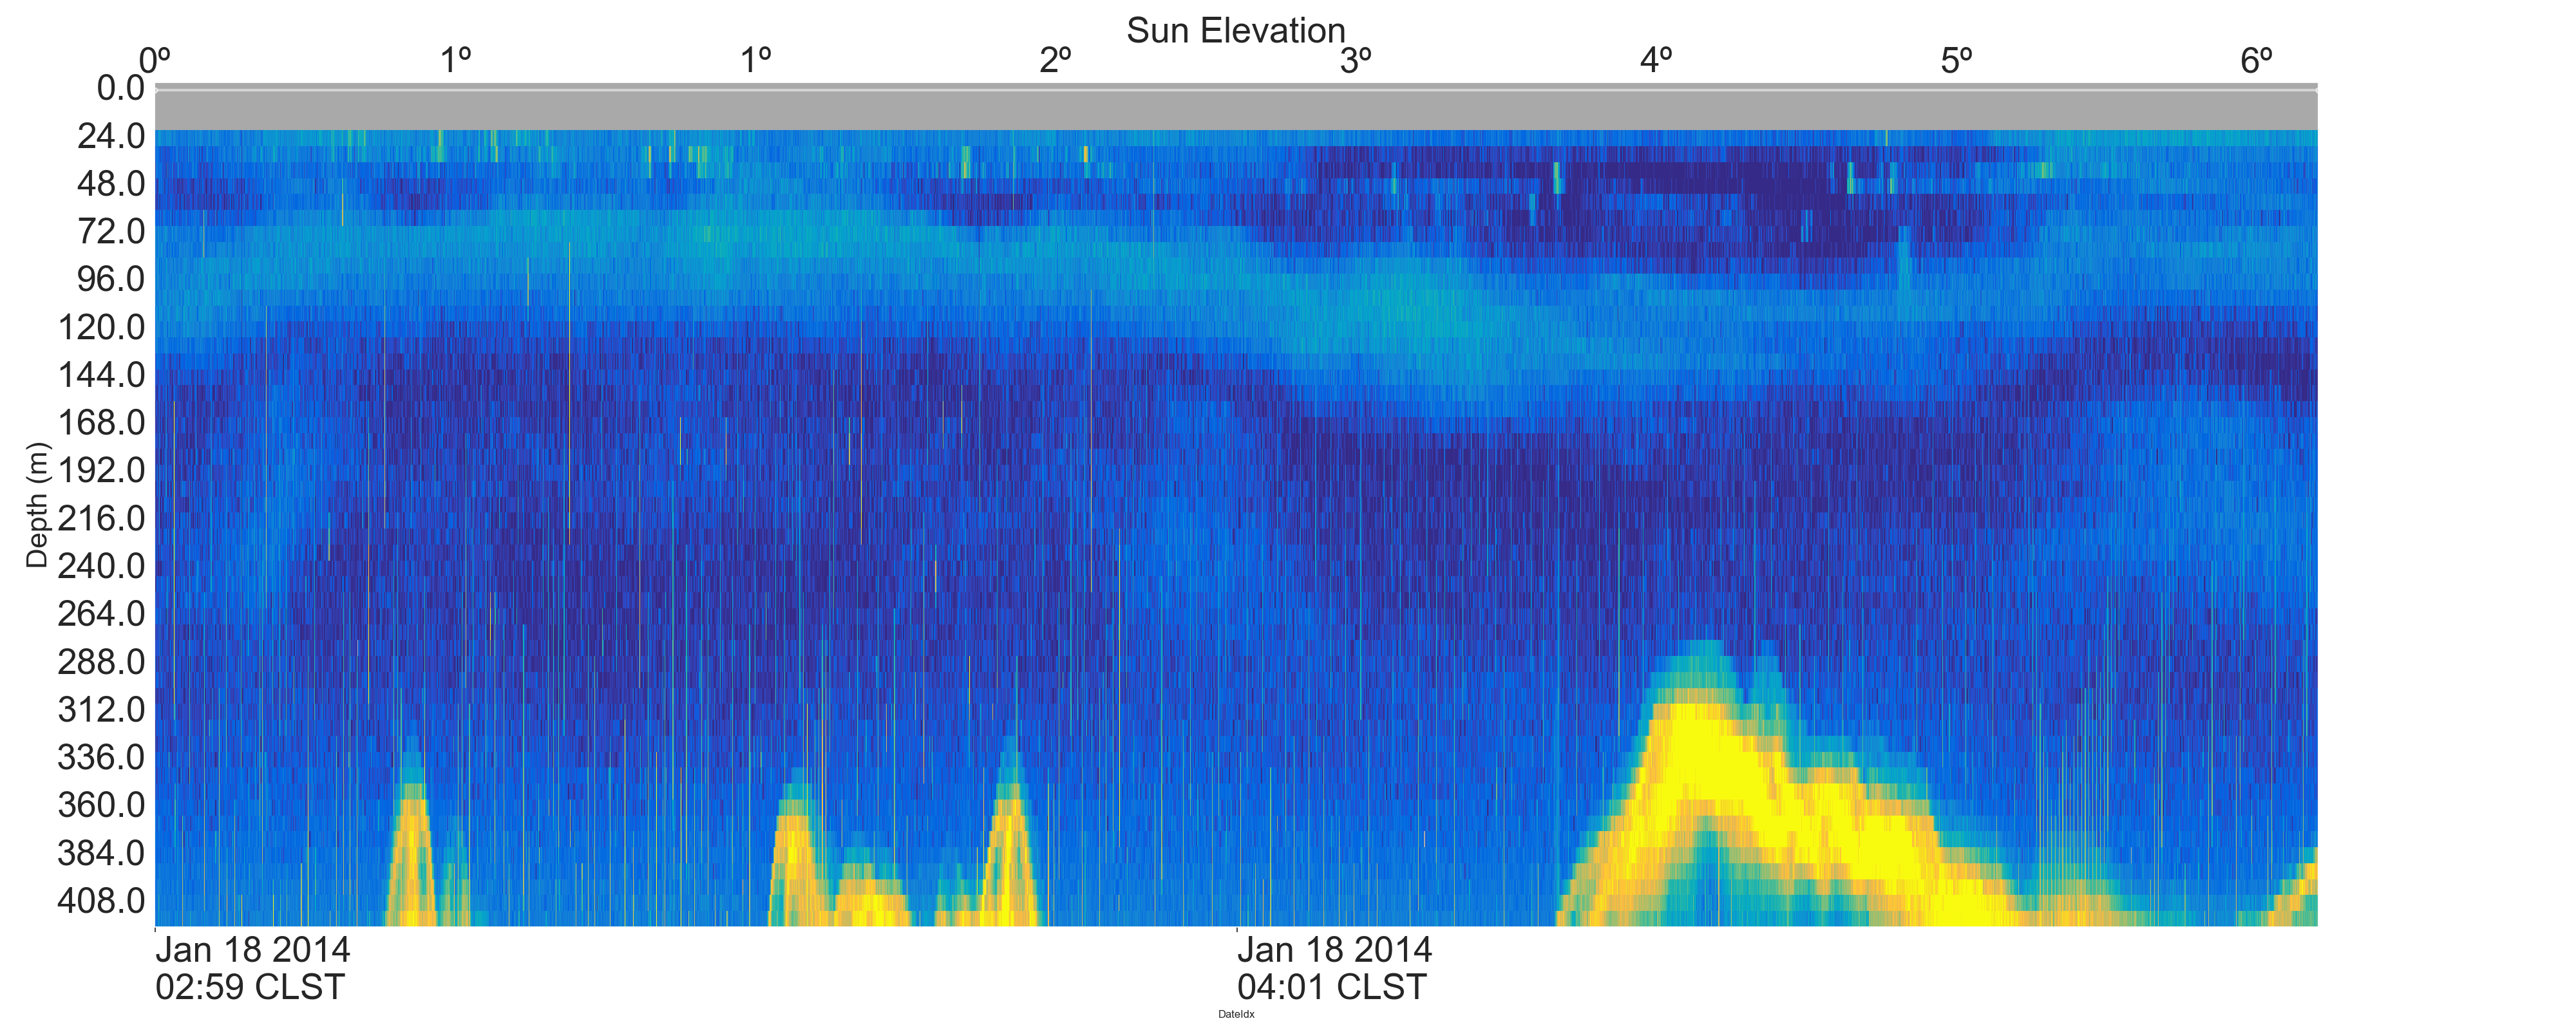 Sun Elevation
0º 1º 1º 2º 3º 4º 5º 6º
0.0
24.0
48.0
72.0
96.0
120.0
144.0
168.0
192.0
216.0
240.0
264.0
288.0
312.0
336.0
360.0
384.0
408.0
Depth (m)
Jan 18 2014
02:59 CLST
Jan 18 2014
04:01 CLST
DateIdx